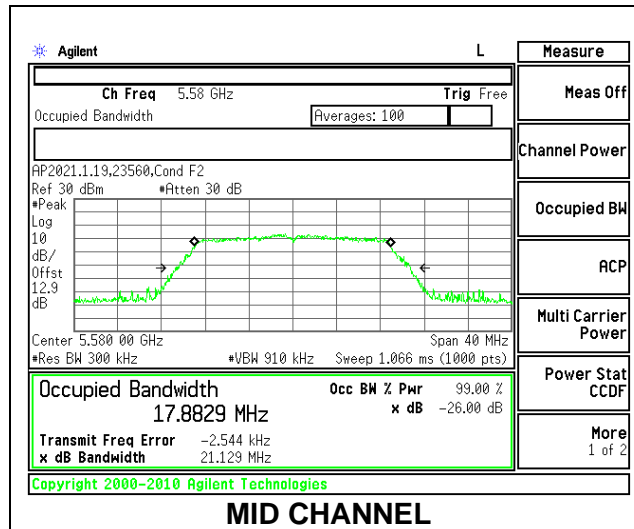 Agilent L Measure
Ch Freq 5.58 GHz Trig Free
Meas Off
Occupied Bandwidth Averages: 100
Channel Power
AP2021.1.19,23560,Cond F2
Ref 30 dBm #Atten 30 dB
#Peak
Log
10
dB/
Offst
12.9
dB
Occupied BW
ACP
Center 5.580 00 GHz Span 40 MHz
#Res BW 300 kHz #VBW 910 kHz Sweep 1.066 ms (1000 pts)
Multi Carrier
Power
Occupied Bandwidth Occ BW % Pwr 99.00 %
17.8829 MHz x dB -26.00 dB
Transmit Freq Error -2.544 kHz
x dB Bandwidth 21.129 MHz
Power Stat
CCDF
More
1 of 2
Copyright 2000-2010 Agilent Technologies
MID CHANNEL